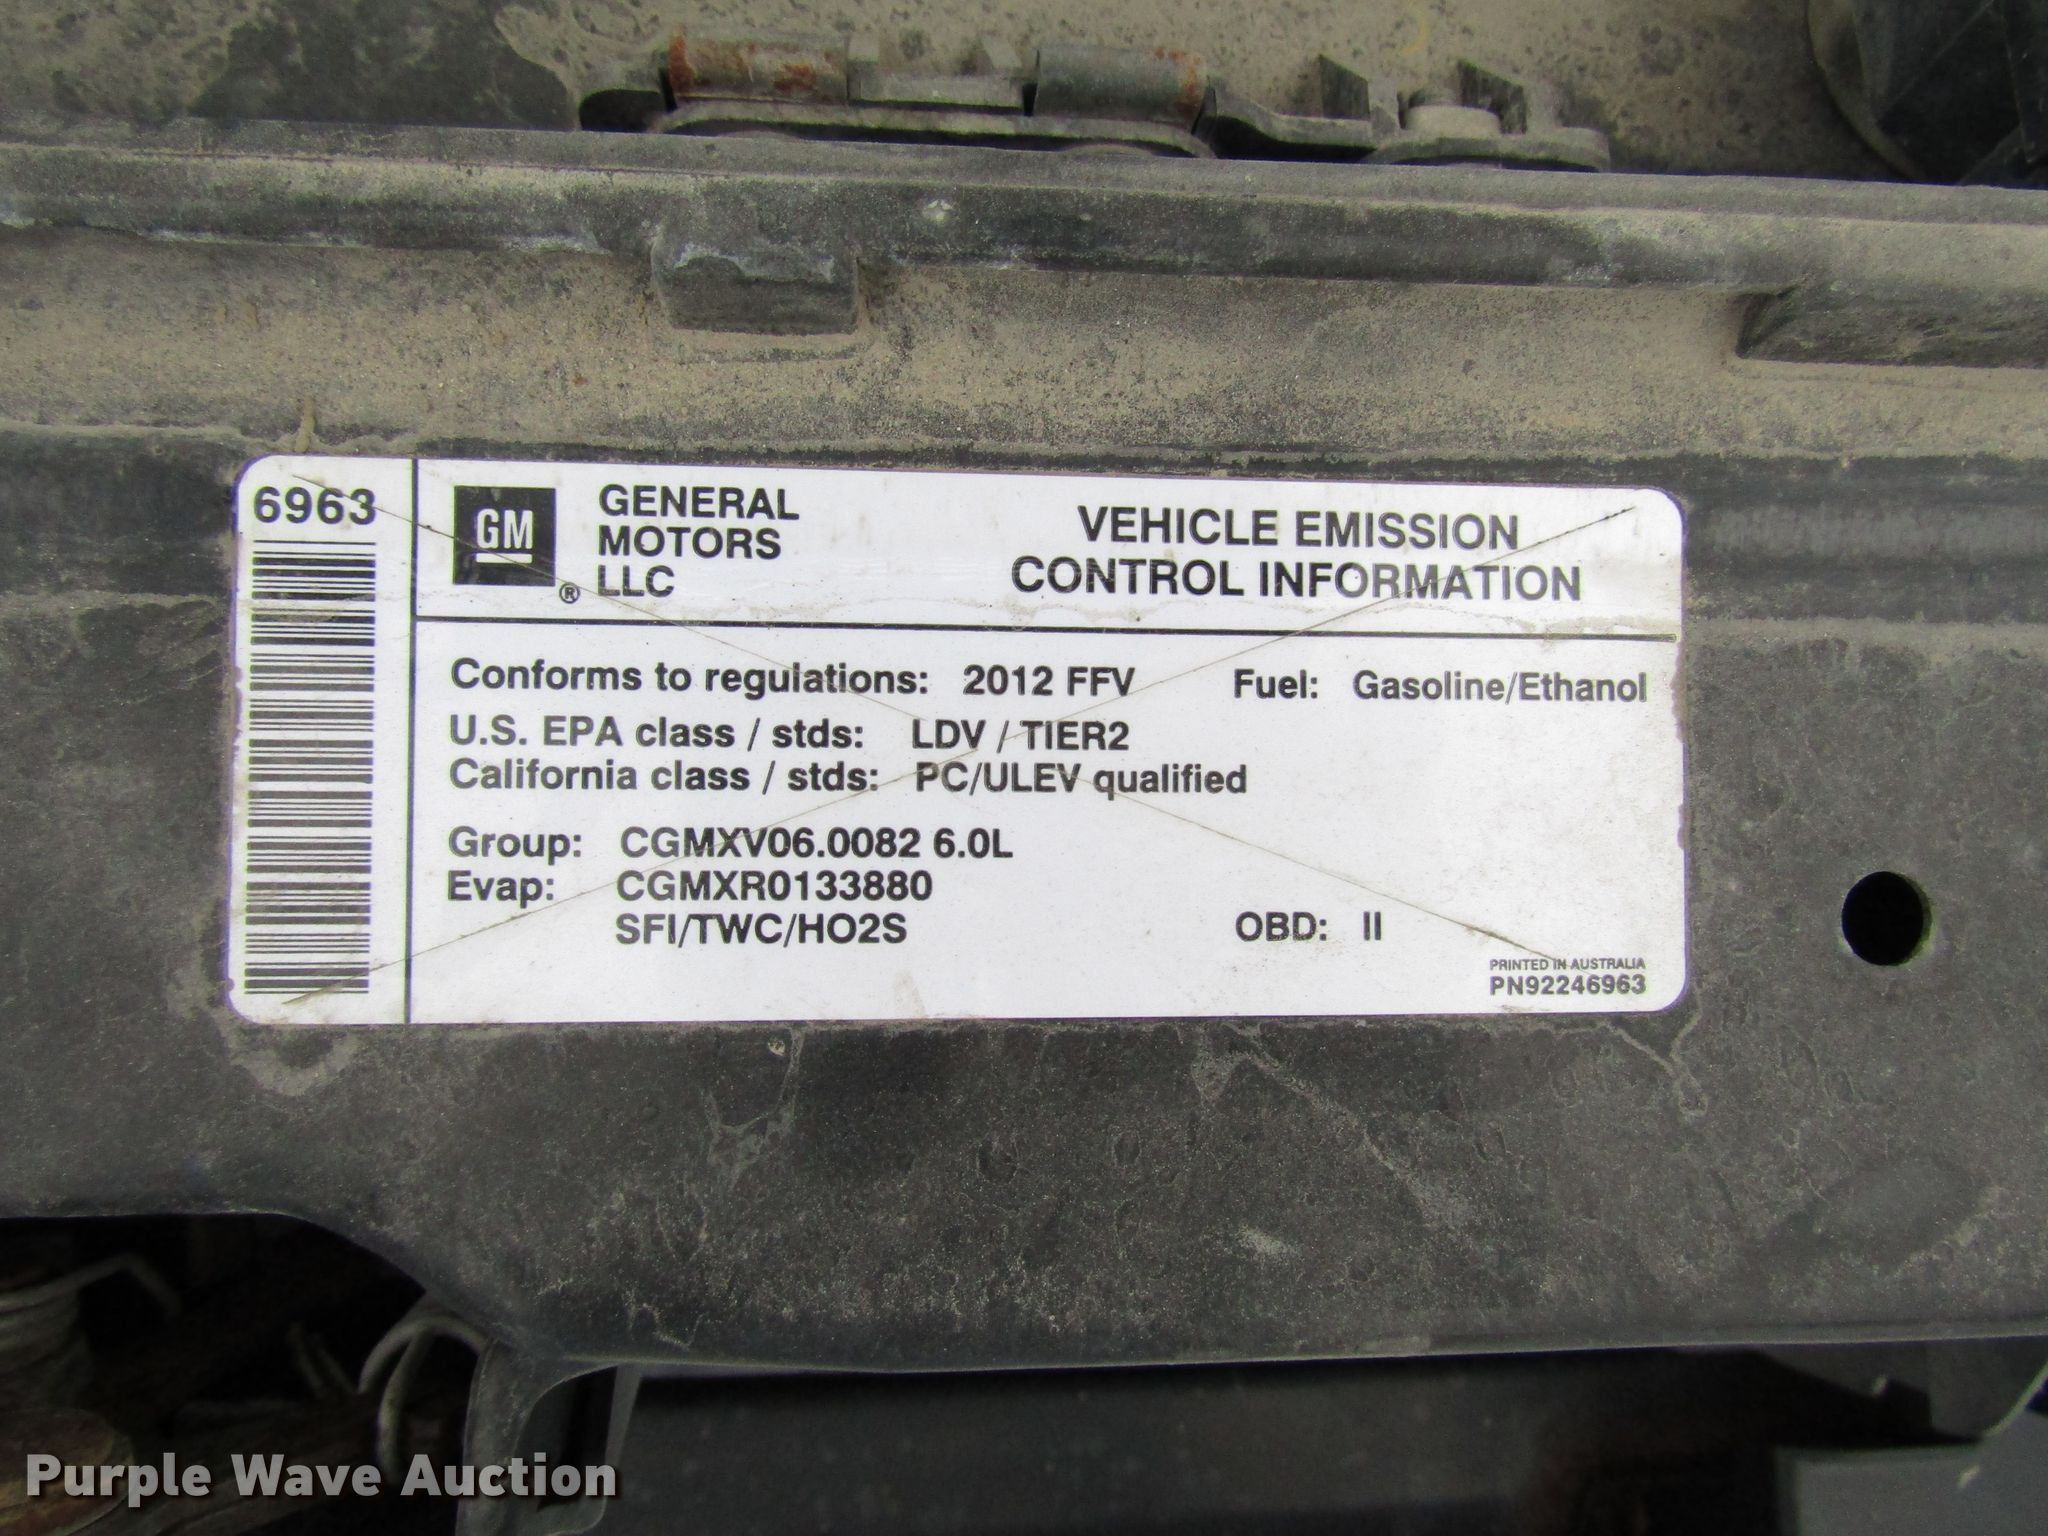 6963
GM ®
GENERAL
MOTORS
LLC
VEHICLE EMISSION
CONTROL INFORMATION
Conforms to regulations: 2012 FFV Fuel: Gasoline/Ethanol
U.S. EPA class / stds: LDV / TIER2
California class / stds: PC/ULEV qualified
Group: CGMXV06.0082 6.0L
Evap: CGMXR0133880
SFI/TWC/HO2S OBD: II
PRINTED IN AUSTRALIA
PN92246963
Purple Wave Auction